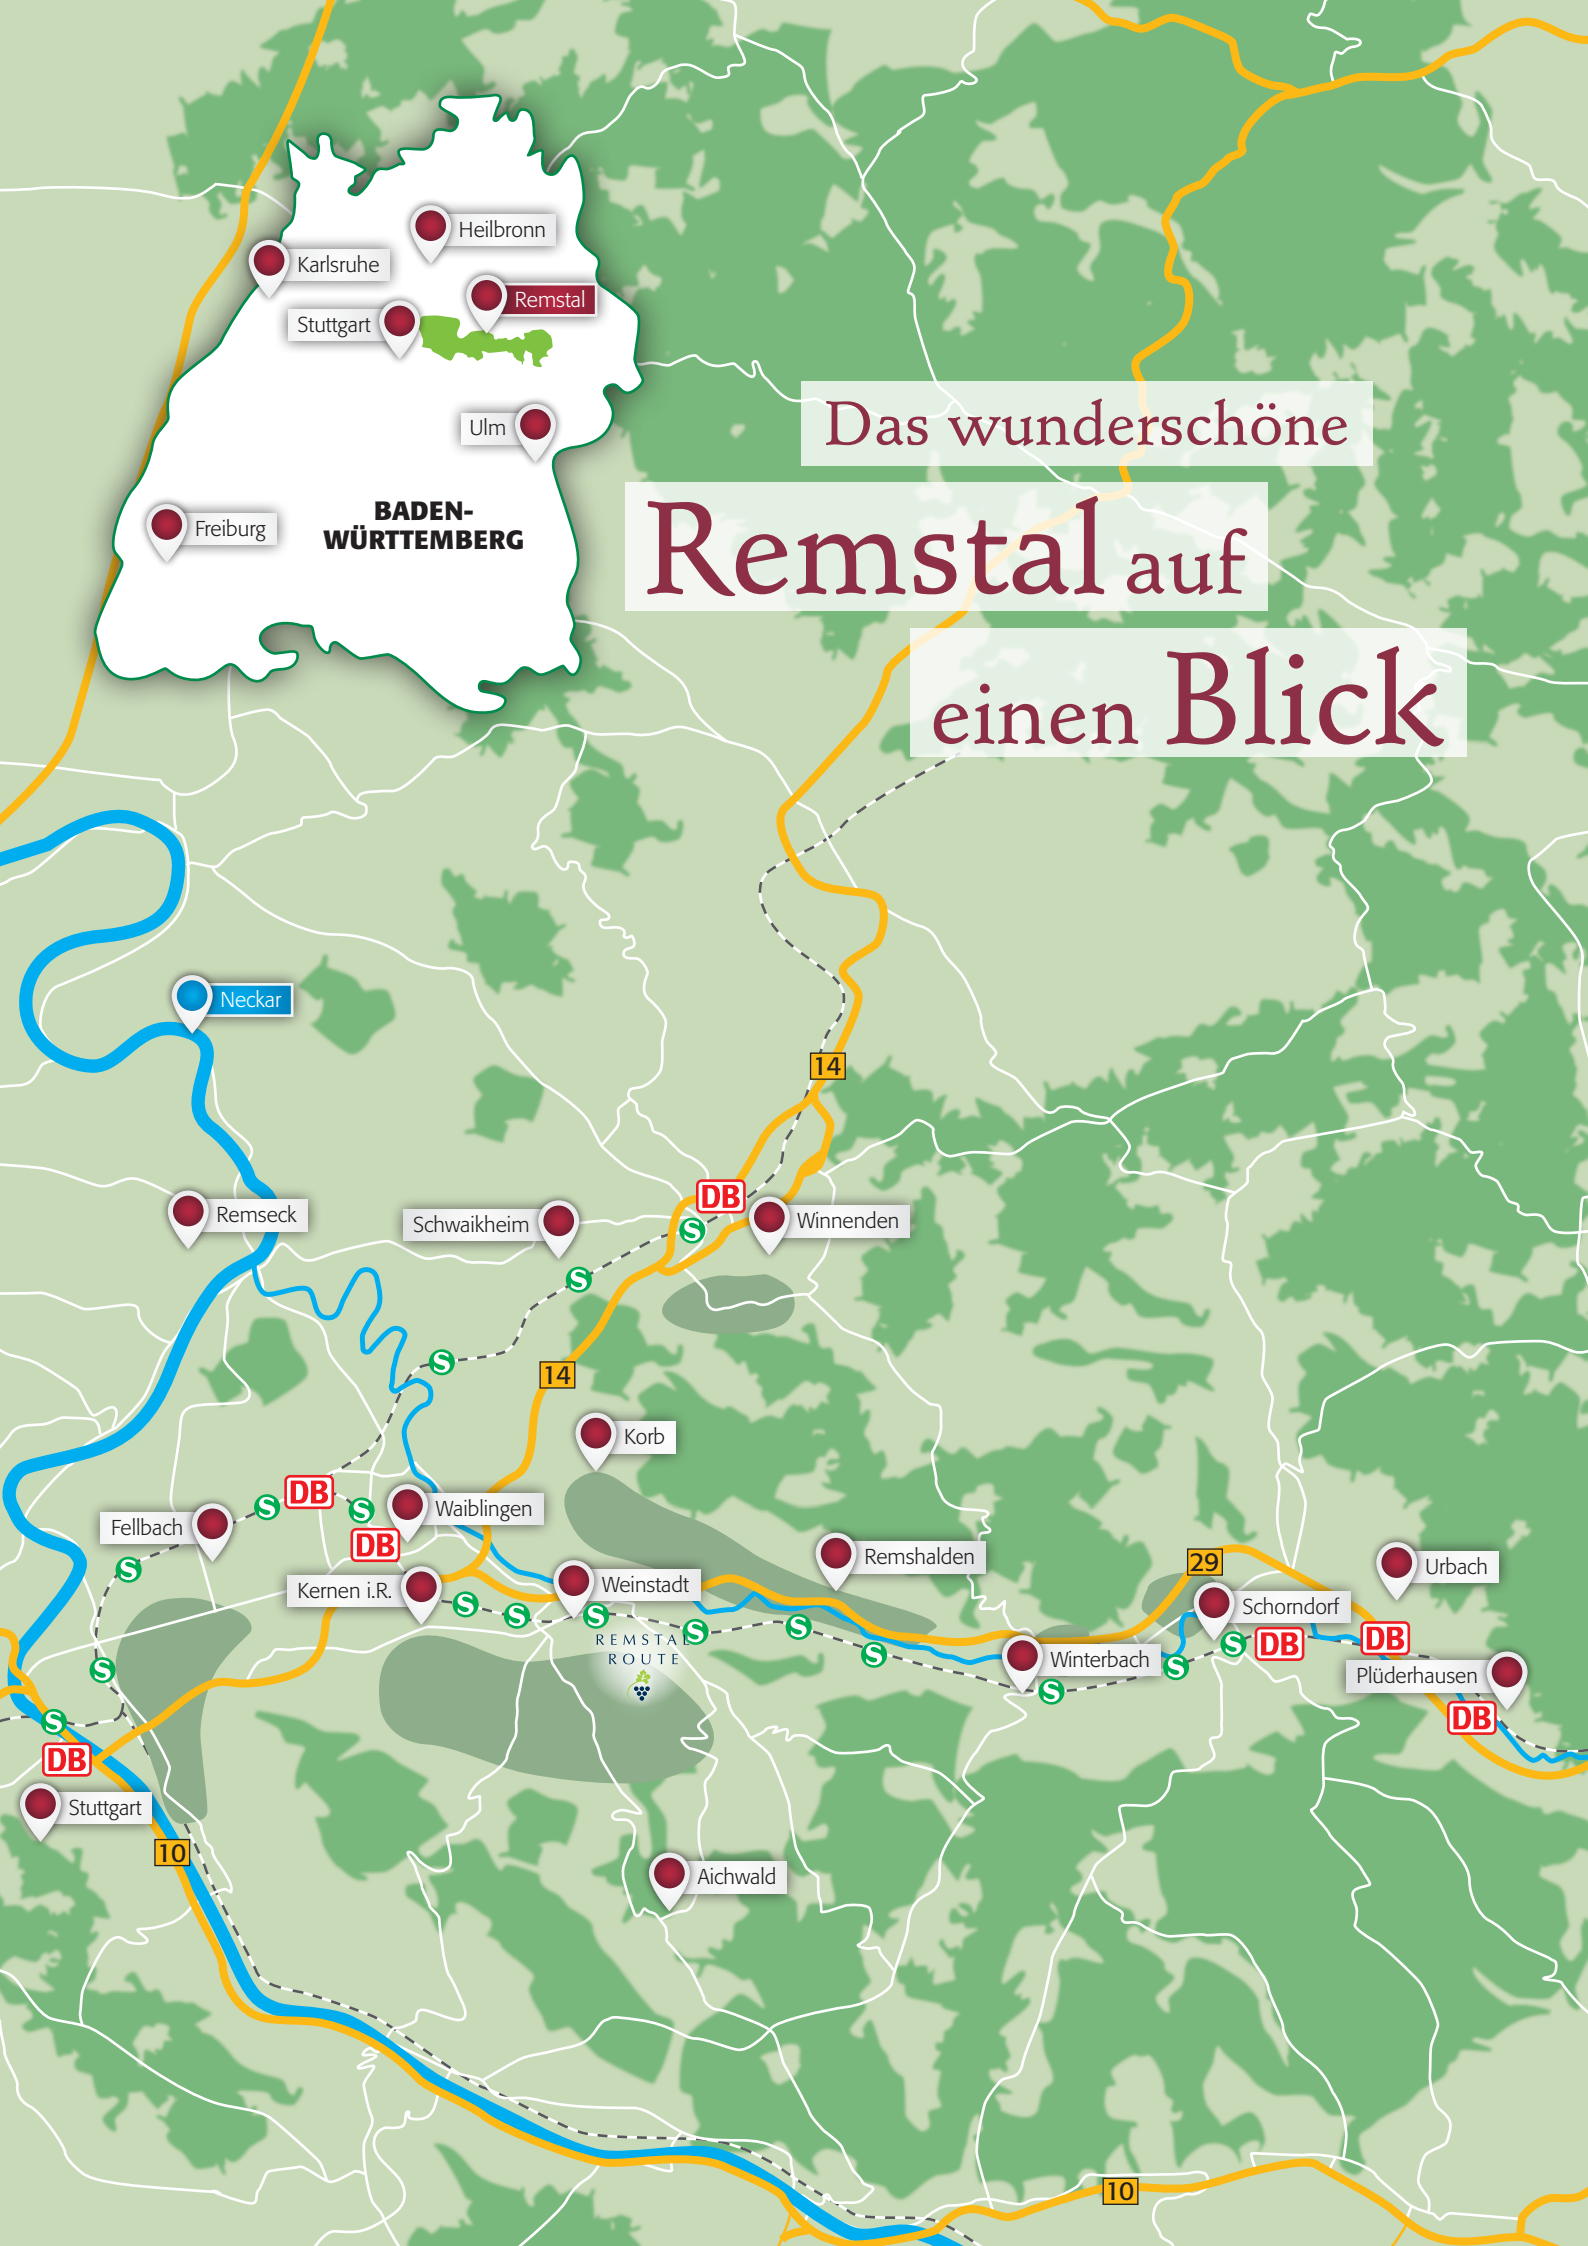 Heilbronn
Karlsruhe
Remstal
Stuttgart
Ulm
Freiburg
BADEN-
WÜRTTEMBERG
Das wunderschöne
Remstal auf
einen Blick
Neckar
14
DB
S
Remseck
Schwaikheim
Winnenden
S
S
14
Korb
DB
S
S
Fellbach
Waiblingen
DB
S
Kernen i.R.
S
S
Weinstadt
S
Remshalden
29
Urbach
Schorndorf
S
S
REMSTAL
ROUTE
S
Winterbach
S
S
S
DB
DB
Plüderhausen
DB
S
S
DB
Stuttgart
10
Aichwald
10